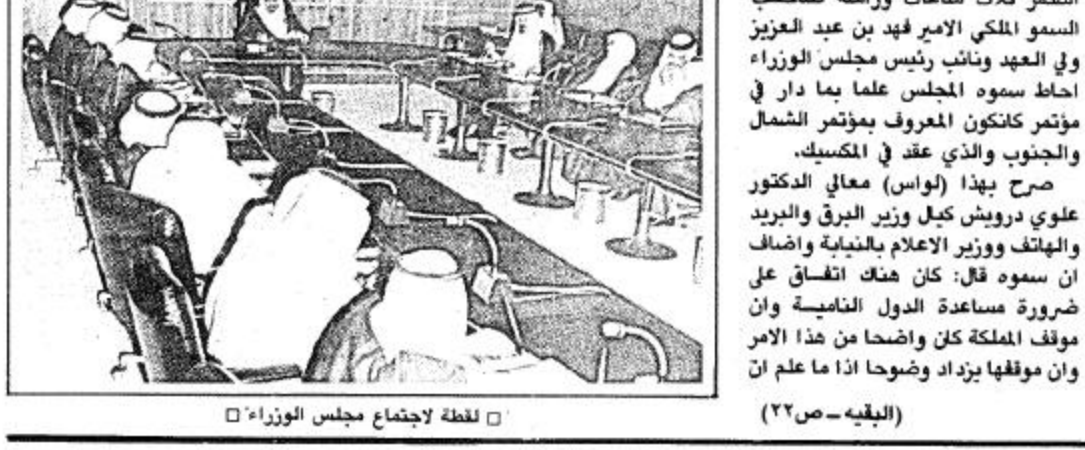 السمو الملكي الامير فهد بن عبد العزيز
ولي العهد ونائب رئيس مجلس الوزراء
احاط سموه المجلس علما بما دار في
مؤتمر كانكون المعروف بمؤتمر الشمال
والجنوب والذي عقد في المكسيك.
صرح بهذا (لواس) معالي الدكتور
علوي درويش كيال وزير البرق والبريد
والهاتف ووزير الاعلام بالنيابة واضاف
ان سموه قال: كان هناك اتفاق على
ضرورة مساعدة الدول النامية وان
موقف المملكة كان واضحا من هذا الامر
وان موقفها يزداد وضوحا اذا ما علم ان
(البقيه ـ ص٢٢)
لقطة لاجتماع مجلس الوزراء